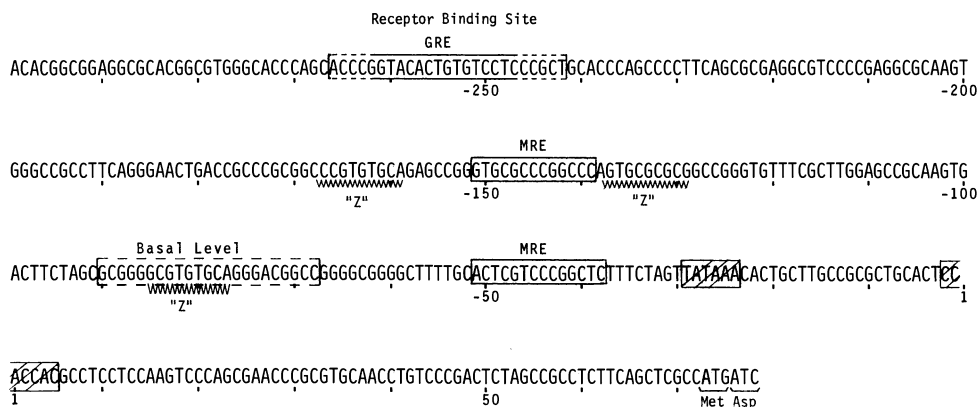 Receptor Binding Site
GRE
ACACGGCGGAGGCGCACGGCGTGGGCACCCAGCACCCGGTACACTGTGTCCTCCCGCTGCACCCAGCCCCTTCAGCGCGAGGCGTCCCCGAGGCGCAAGT
-250 -200
MRE
GGGCCGCCTTCAGGGAACTGACCGCCCGCGGCCCGTGTGCAGAGCCGGGTGCGCCCGGCCCAGTGCGCGCGGCCGGGTGTTTCGCTTGGAGCCGCAAGTG
"Z" -150 "Z" -100
Basal Level MRE
ACTTCTAGCGCGGGGCGTGTGCAGGGACGGCCGGGGCGGGGCTTTTGCACTCGTCCCGGCTCTTTCTAGTTATAAACACTGCTTGCCGCGCTGCACTCC
"Z" -50 1
ACCACGCCTCCTCCAAGTCCCAGCGAACCCGCGTGCAACCTGTCCCGACTCTAGCCGCCTCTTCAGCTCGCCATGATC
1 50 Met Asp